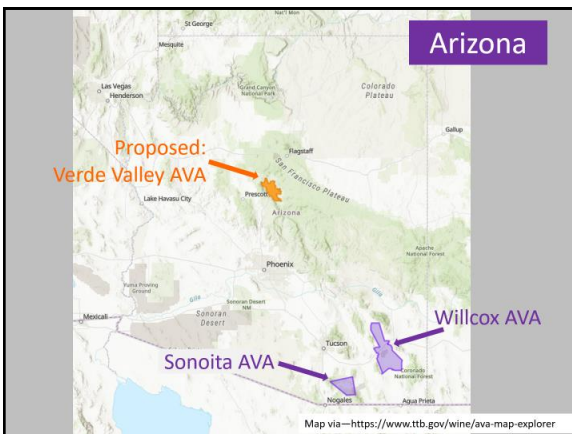 Nat'l Mon
St George
Arizona
Mesquite
Las Vegas
Henderson
Grand Canyon
National Park
Colorado
Plateau
Gallup
Proposed:
Verde Valley AVA
Flagstaff
San Francisco Plateau
Prescott
Lake Havasu City
Arizona
Apache
National Forest
Phoenix
Yuma Proving
Ground
Gila
Sonoran Desert
NM
Sonoran
Desert
Mexicali
Willcox AVA
Tucson
Sonoita AVA
Coronado
National Forest
Nogales
Agua Prieta
Map via—https://www.ttb.gov/wine/ava-map-explorer